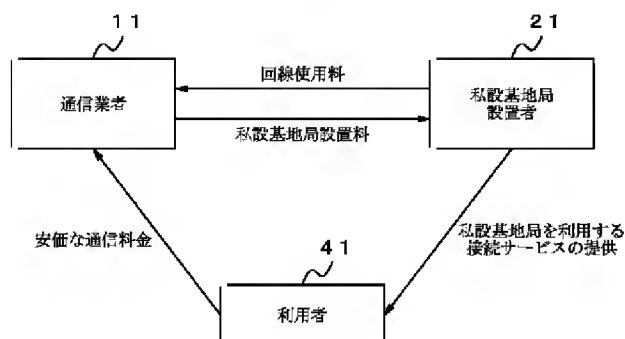 １１
２１
通信業者
回線使用料
私設基地局
設置者
私設基地局設置料
安価な通信料金
私設基地局を利用する
接続サービスの提供
４１
利用者